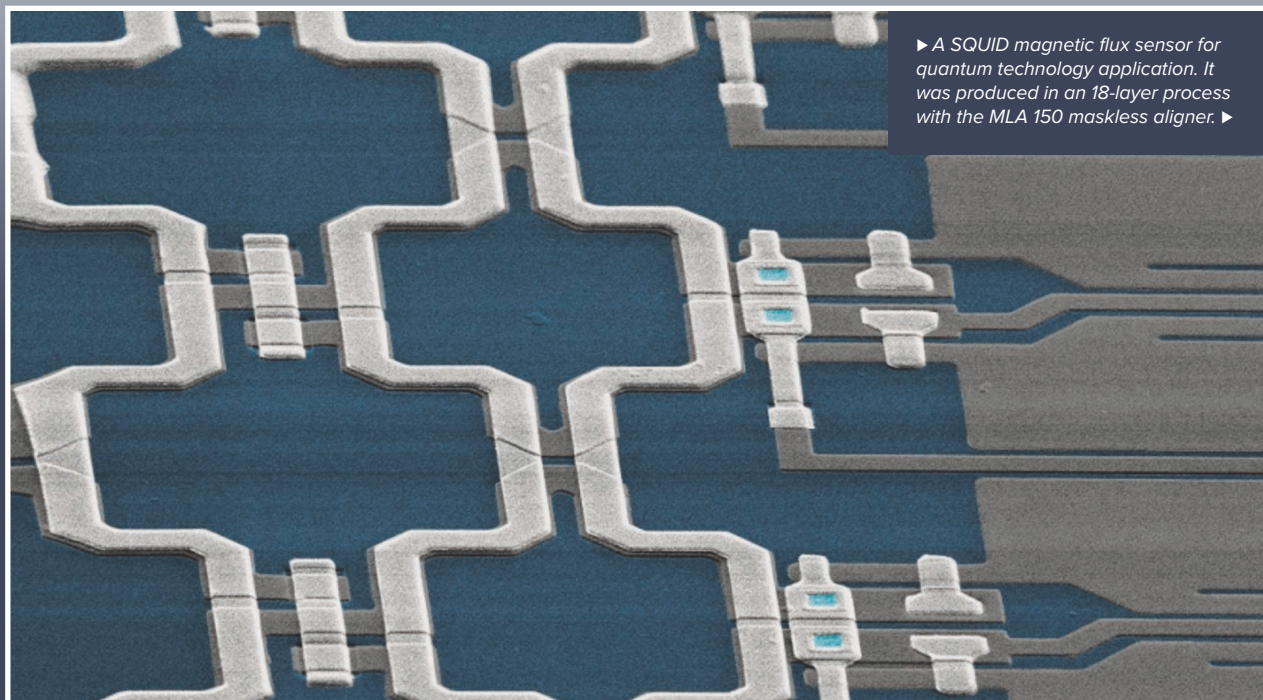 ▶ A SQUID magnetic flux sensor for
quantum technology application. It
was produced in an 18-layer process
with the MLA 150 maskless aligner. ▶